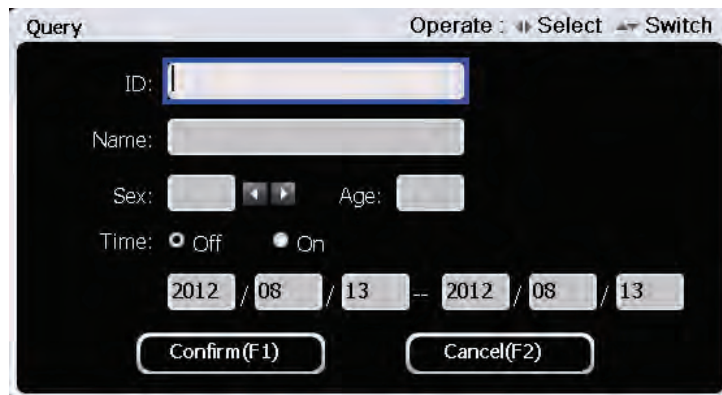 Query Operate : Select Switch
ID:
Name:
Sex: Age:
Time: Off On
2012 / 08 / 13 -- 2012 / 08 / 13
Confirm(F1) Cancel(F2)